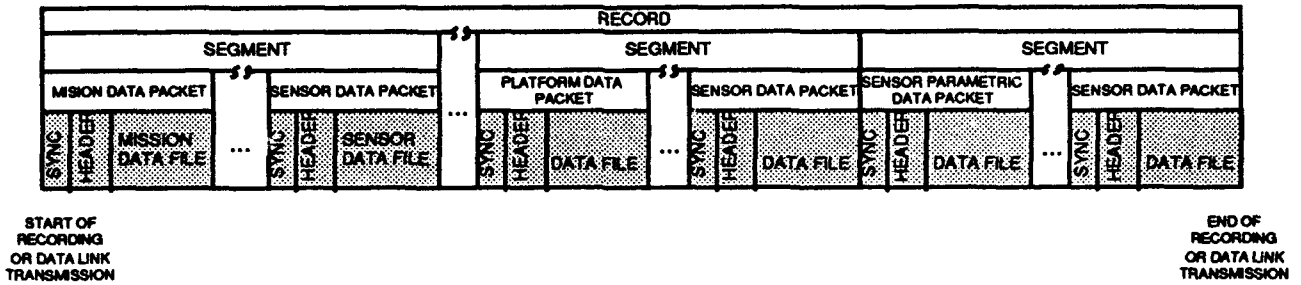 RECORD
SEGMENT
SEGMENT
SEGMENT
MISION DATA PACKET
SENSOR DATA PACKET
...
PLATFORM DATA
PACKET
SENSOR DATA PACKET
SENSOR PARAMETRIC
DATA PACKET
SENSOR DATA PACKET
SYNC
HEADER
MISSION
DATA FILE
...
SYNC
HEADER
SENSOR
DATA FILE
SYNC
HEADER
DATA FILE
...
SYNC
HEADER
DATA FILE
SYNC
HEADER
DATA FILE
...
SYNC
HEADER
DATA FILE
START OF
RECORDING
OR DATA LINK
TRANSMISSION
END OF
RECORDING
OR DATA LINK
TRANSMISSION